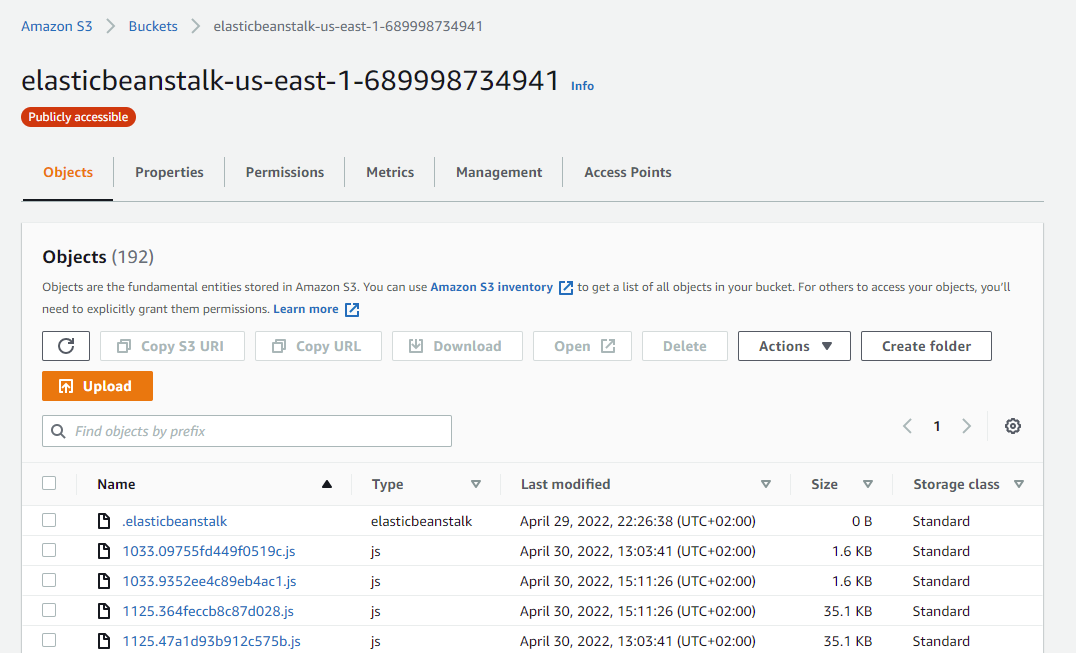 Amazon S3 > Buckets > elasticbeanstalk-us-east-1-689998734941
elasticbeanstalk-us-east-1-689998734941 Info
Publicly accessible
Objects Properties Permissions Metrics Management Access Points
Objects (192)
Objects are the fundamental entities stored in Amazon S3. You can use Amazon S3 inventory to get a list of all objects in your bucket. For others to access your objects, you'll
need to explicitly grant them permissions. Learn more
Copy S3 URI Copy URL Download Open Delete Actions Create folder
Upload
Find objects by prefix
1
Name Type Last modified Size Storage class
.elasticbeanstalk elasticbeanstalk April 29, 2022, 22:26:38 (UTC+02:00) 0 B Standard
1033.09755fd449f0519c.js js April 30, 2022, 13:03:41 (UTC+02:00) 1.6 KB Standard
1033.9352ee4c89eb4ac1.js js April 30, 2022, 15:11:26 (UTC+02:00) 1.6 KB Standard
1125.364feccb8c87d028.js js April 30, 2022, 15:11:26 (UTC+02:00) 35.1 KB Standard
1125.47a1d93b912c575b.js js April 30, 2022, 13:03:41 (UTC+02:00) 35.1 KB Standard